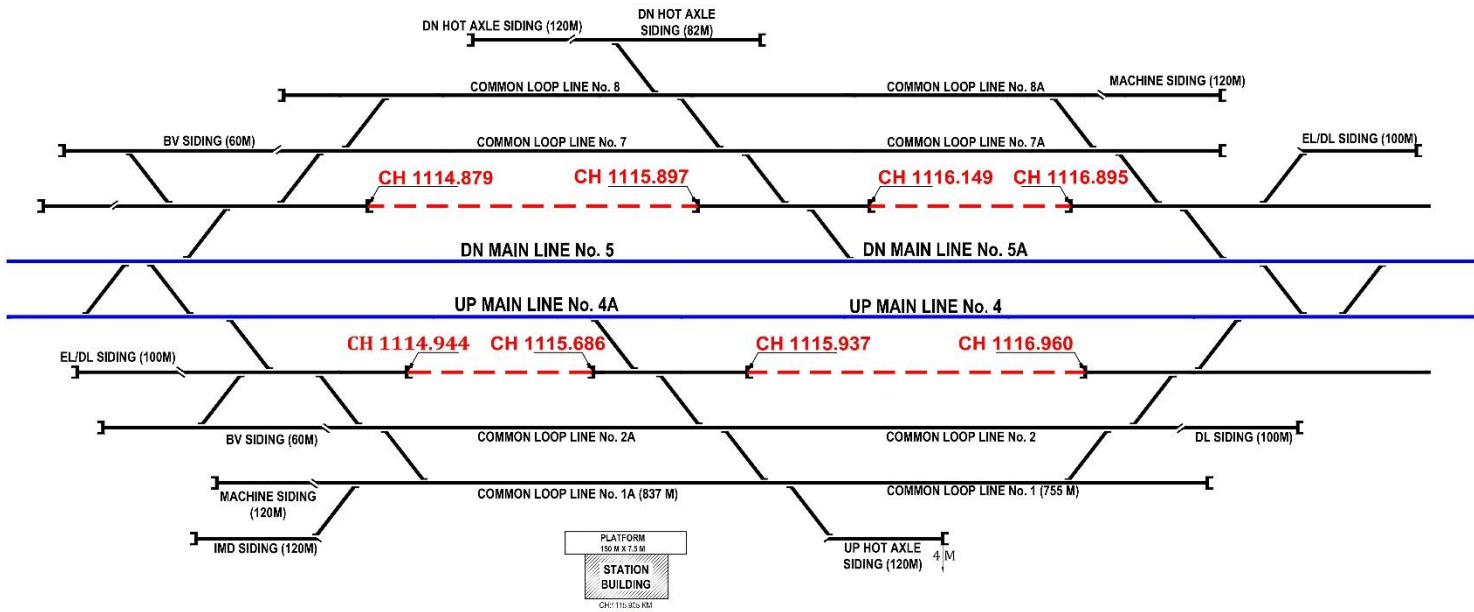 DN HOT AXLE SIDING (120M)
DN HOT AXLE
SIDING (82M)
COMMON LOOP LINE No. 8
COMMON LOOP LINE No. 8A
MACHINE SIDING (120M)
BV SIDING (60M)
COMMON LOOP LINE No. 7
COMMON LOOP LINE No. 7A
EL/DL SIDING (100M)
CH 1114.879
CH 1115.897
CH 1116.149
CH 1116.895
DN MAIN LINE No. 5
DN MAIN LINE No. 5A
UP MAIN LINE No. 4A
UP MAIN LINE No. 4
CH 1114.944
CH 1115.686
CH 1115.937
CH 1116.960
EL/DL SIDING (100M)
BV SIDING (60M)
COMMON LOOP LINE No. 2A
COMMON LOOP LINE No. 2
DL SIDING (100M)
MACHINE SIDING
(120M)
COMMON LOOP LINE No. 1A (837 M)
COMMON LOOP LINE No. 1 (755 M)
IMD SIDING (120M)
PLATFORM
150 M X 7.5 M
STATION
BUILDING
UP HOT AXLE
SIDING (120M)
4 M